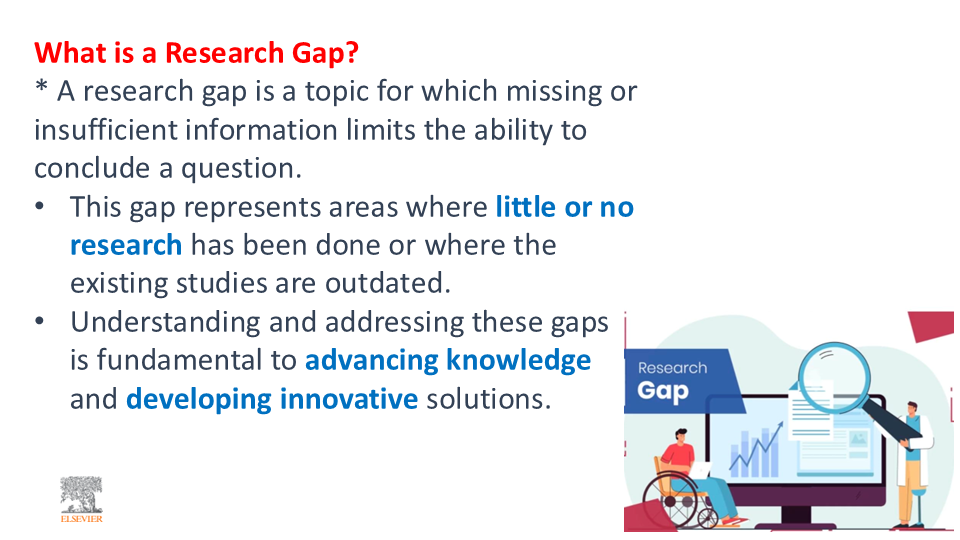 What is a Research Gap?
* A research gap is a topic for which missing or
insufficient information limits the ability to
conclude a question.
• This gap represents areas where little or no
research has been done or where the
existing studies are outdated.
• Understanding and addressing these gaps
is fundamental to advancing knowledge
and developing innovative solutions.
Research
Gap
ELSEVIER